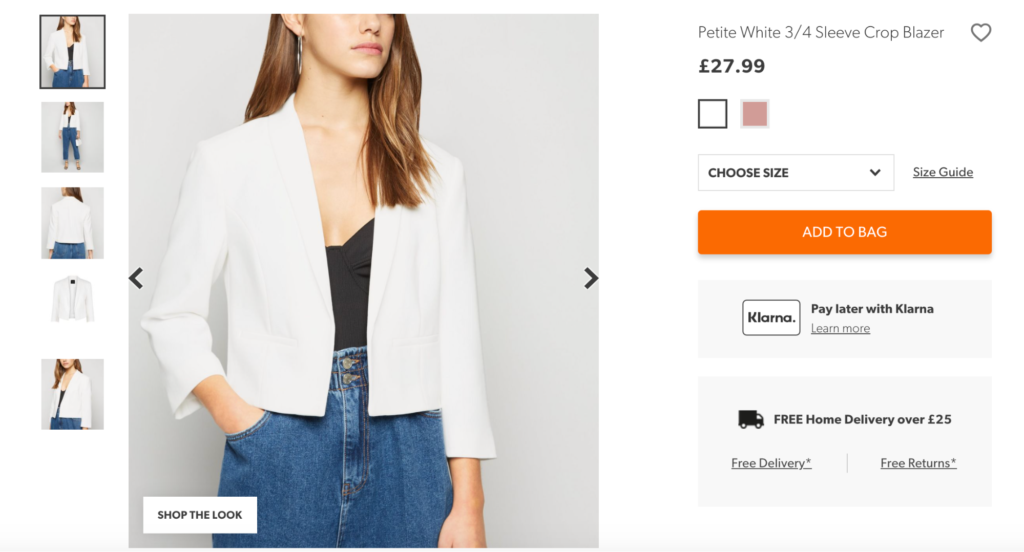 Petite White 3/4 Sleeve Crop Blazer
£27.99
CHOOSE SIZE
Size Guide
ADD TO BAG
Klarna.
Pay later with Klarna
Learn more
FREE Home Delivery over £25
Free Delivery*
Free Returns*
SHOP THE LOOK